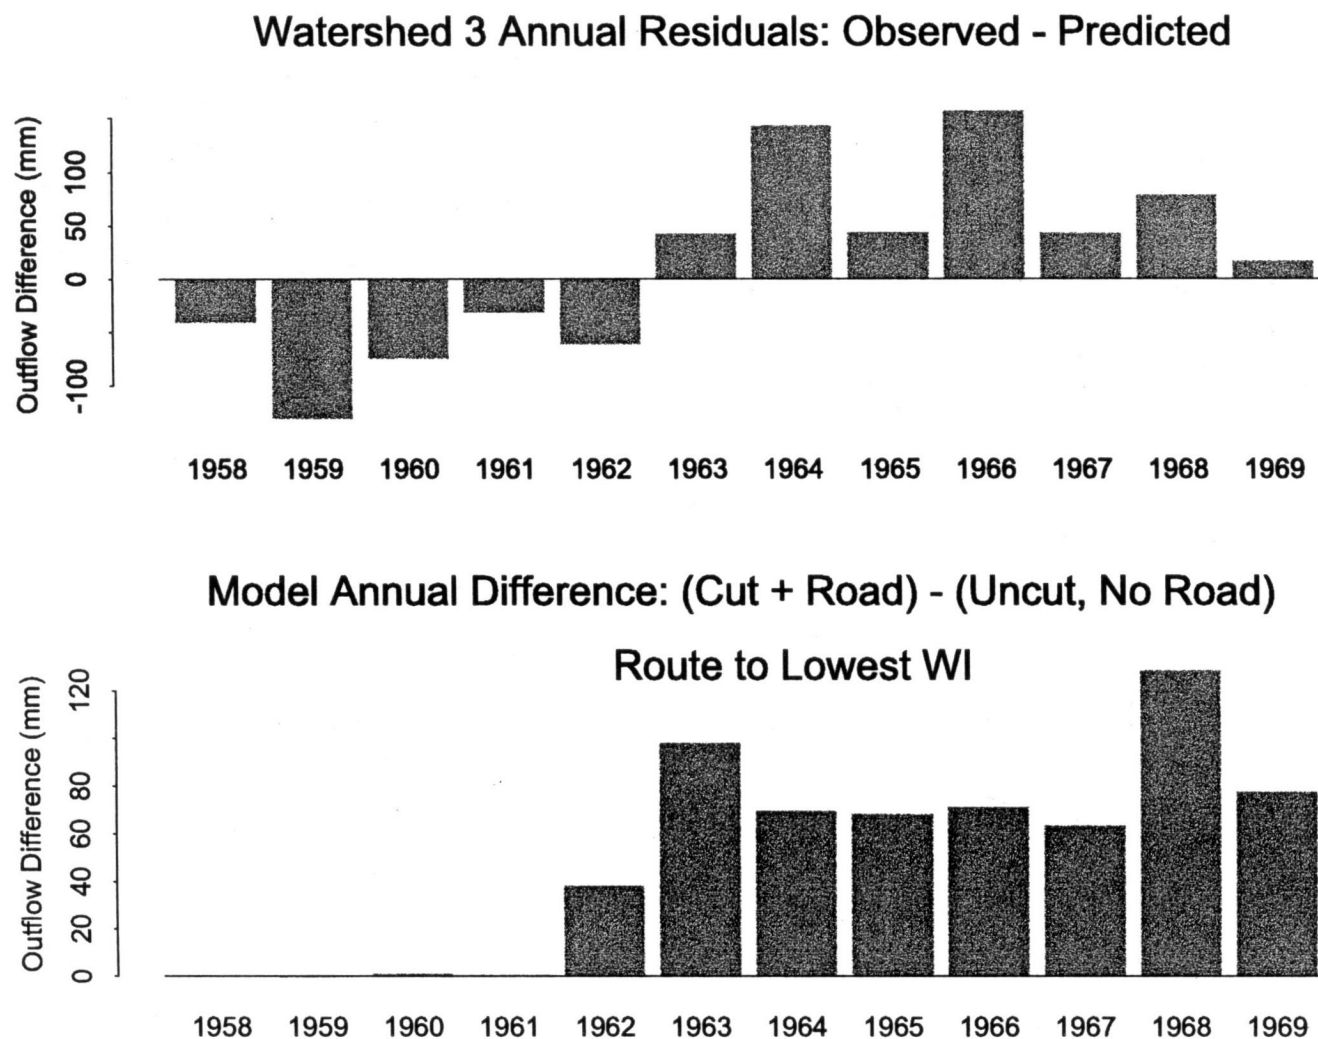 Watershed 3 Annual Residuals: Observed - Predicted
Outflow Difference (mm)
100
50
0
-100
1958 1959 1960 1961 1962 1963 1964 1965 1966 1967 1968 1969
Model Annual Difference: (Cut + Road) - (Uncut, No Road)
Route to Lowest WI
Outflow Difference (mm)
120
80
60
40
20
0
1958 1959 1960 1961 1962 1963 1964 1965 1966 1967 1968 1969